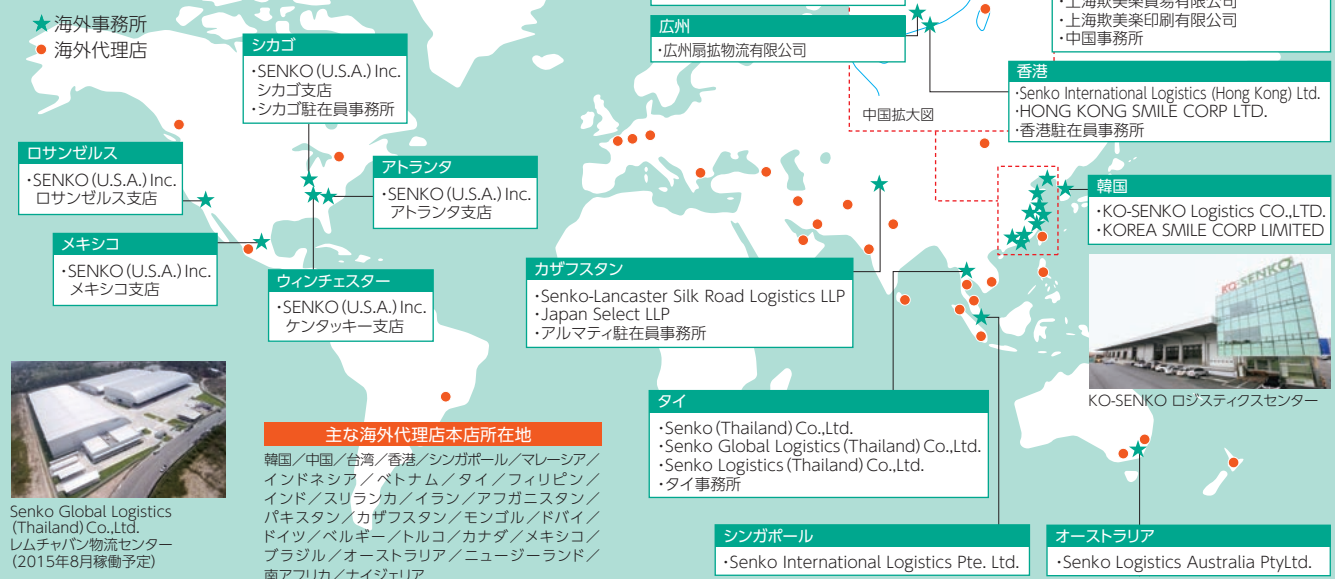 ★海外事務所
●海外代理店
シカゴ
・SENKO (U.S.A.) Inc.
シカゴ支店
・シカゴ駐在員事務所
ロサンゼルス
・SENKO (U.S.A.) Inc.
ロサンゼルス支店
アトランタ
・SENKO (U.S.A.) Inc.
アトランタ支店
メキシコ
・SENKO (U.S.A.) Inc.
メキシコ支店
ウィンチェスター
・SENKO (U.S.A.) Inc.
ケンタッキー支店
広州
・広州扇拡物流有限公司
・上海欺美楽貿易有限公司
・上海欺美楽印刷有限公司
・中国事務所
香港
・Senko International Logistics (Hong Kong) Ltd.
・HONG KONG SMILE CORP LTD.
・香港駐在員事務所
中国拡大図
韓国
・KO-SENKO Logistics CO.,LTD.
・KOREA SMILE CORP LIMITED
KO-SENKO
KO-SENKO ロジスティクスセンター
カザフスタン
・Senko-Lancaster Silk Road Logistics LLP
・Japan Select LLP
・アルマティ駐在員事務所
タイ
・Senko (Thailand) Co.,Ltd.
・Senko Global Logistics (Thailand) Co.,Ltd.
・Senko Logistics (Thailand) Co.,Ltd.
・タイ事務所
シンガポール
・Senko International Logistics Pte. Ltd.
オーストラリア
・Senko Logistics Australia PtyLtd.
Senko Global Logistics
(Thailand) Co.,Ltd.
レムチャバン物流センター
(2015年8月稼働予定)
主な海外代理店本店所在地
韓国／中国／台湾／香港／シンガポール／マレーシア／
インドネシア／ベトナム／タイ／フィリピン／
インド／スリランカ／イラン／アフガニスタン／
パキスタン／カザフスタン／モンゴル／ドバイ／
ドイツ／ベルギー／トルコ／カナダ／メキシコ／
ブラジル／オーストラリア／ニュージーランド／
南アフリカ／ナイジェリア